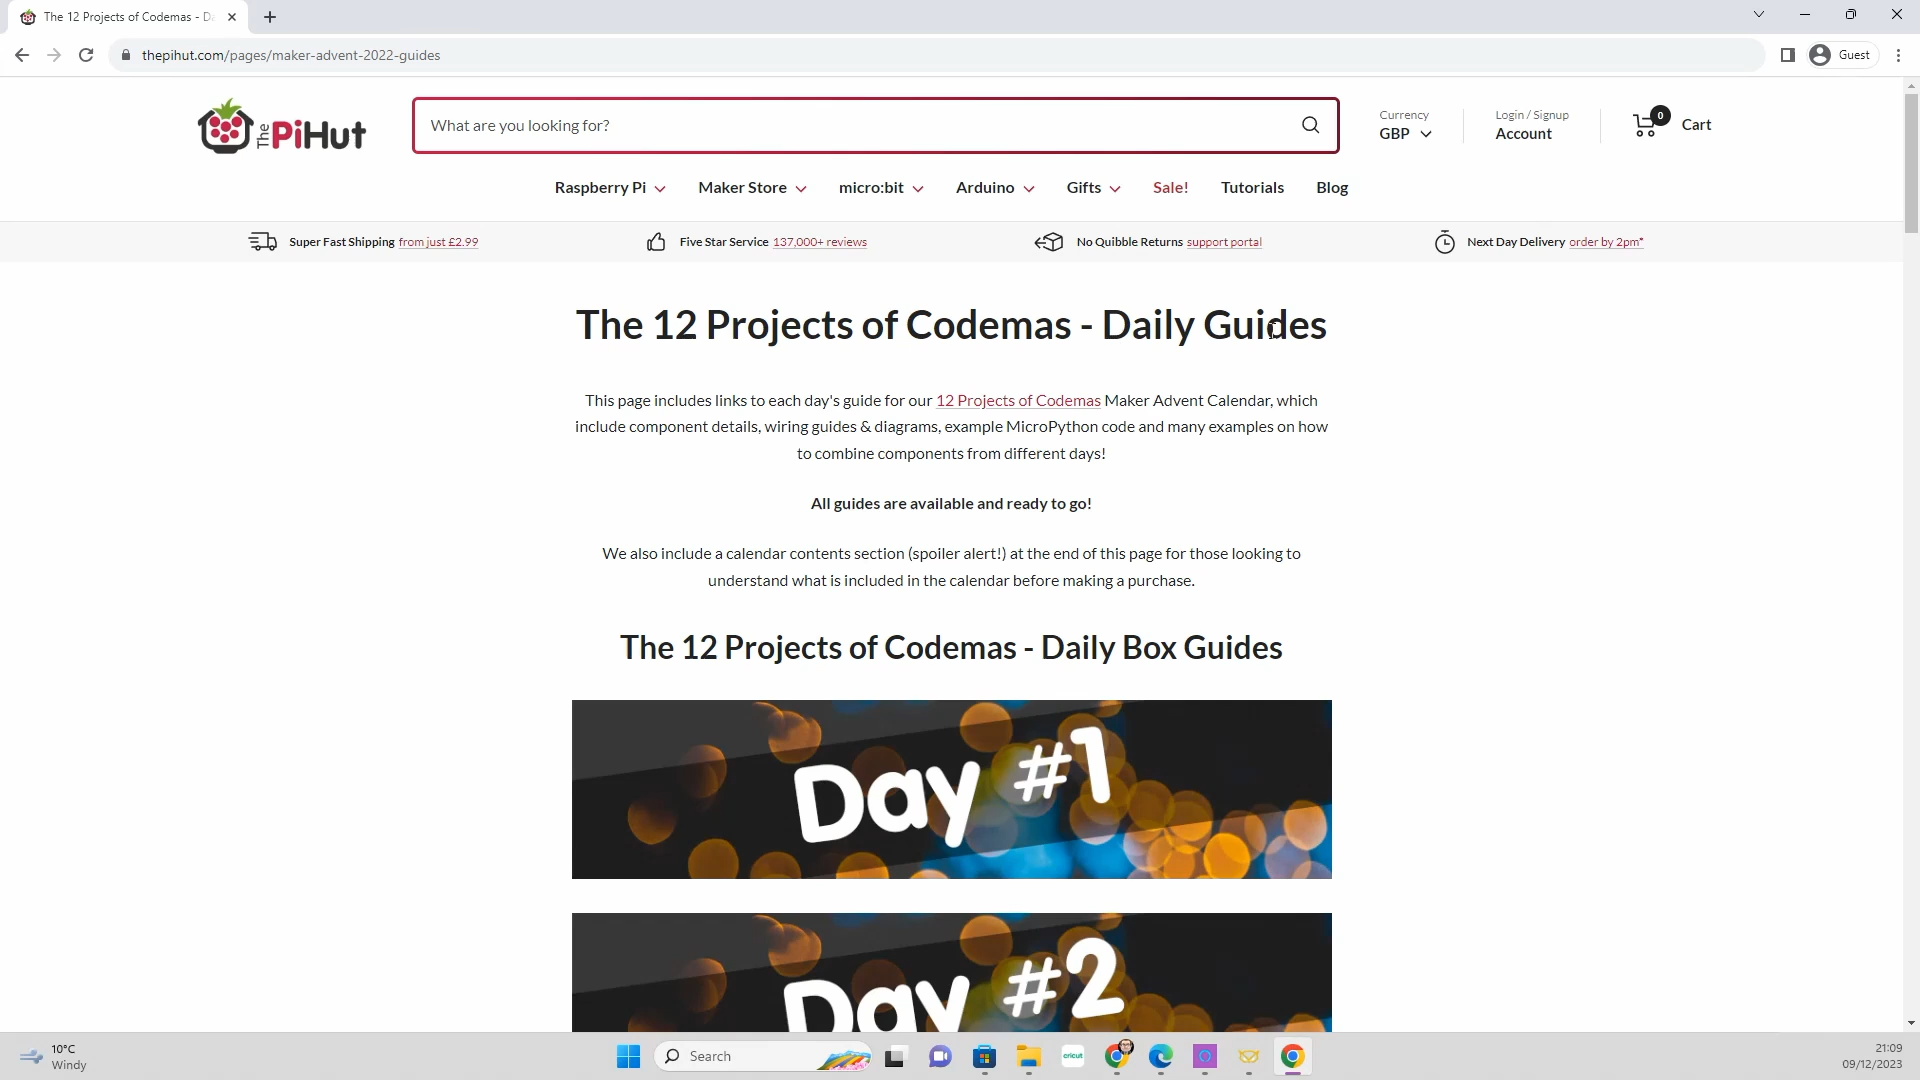 The 12 Projects of Codemas - Da
Guest
thepihut.com/pages/maker-advent-2022-guides
The PiHut
What are you looking for?
Currency
GBP
Login / Signup
Account
0
Cart
Raspberry Pi
Maker Store
micro:bit
Arduino
Gifts
Sale!
Tutorials
Blog
Super Fast Shipping from just £2.99
Five Star Service 137,000+ reviews
No Quibble Returns support portal
Next Day Delivery order by 2pm*
The 12 Projects of Codemas - Daily Guides
This page includes links to each day's guide for our 12 Projects of Codemas Maker Advent Calendar, which
include component details, wiring guides & diagrams, example MicroPython code and many examples on how
to combine components from different days!
All guides are available and ready to go!
We also include a calendar contents section (spoiler alert!) at the end of this page for those looking to
understand what is included in the calendar before making a purchase.
The 12 Projects of Codemas - Daily Box Guides
Day #1
Day #2
10°C
Windy
Search
cricut
21:09
09/12/2023